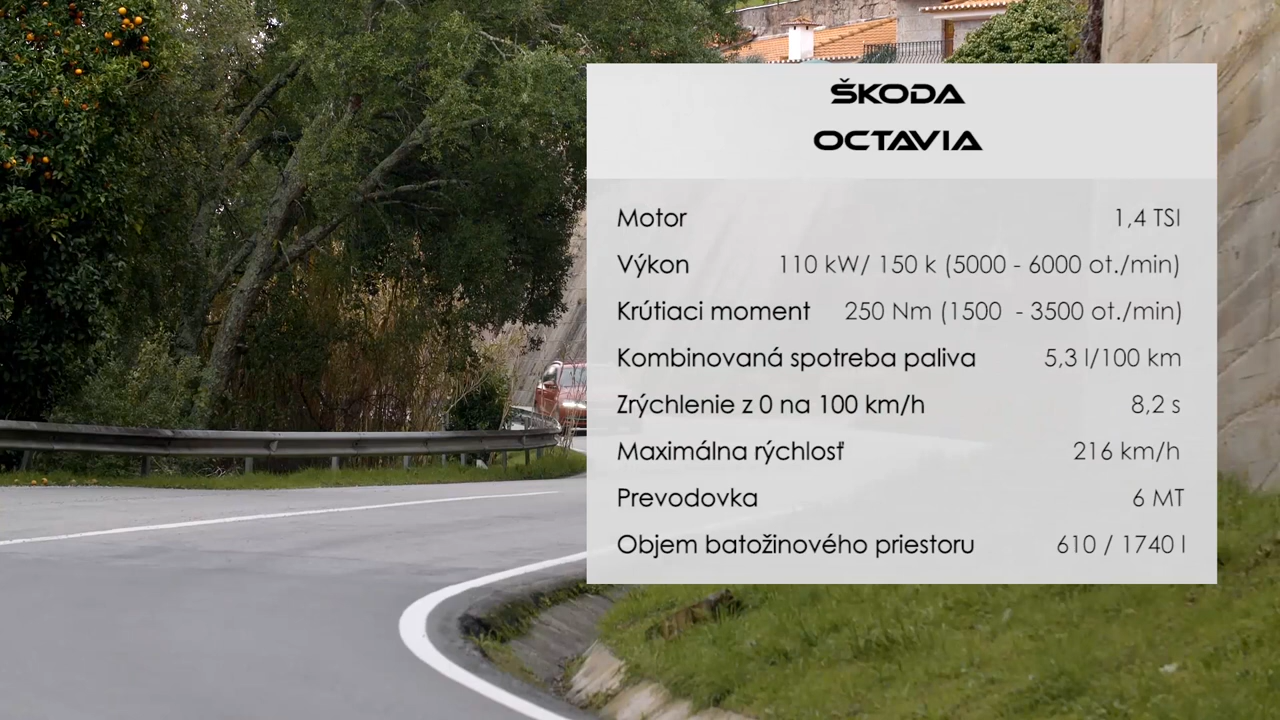 ŠKODA
OCTAVIA
Motor 1,4 TSI
Výkon 110 kW/ 150 k (5000 - 6000 ot./min)
Krútiaci moment 250 Nm (1500 - 3500 ot./min)
Kombinovaná spotreba paliva 5,3 l/100 km
Zrýchlenie z 0 na 100 km/h 8,2 s
Maximálna rýchlosť 216 km/h
Prevodovka 6 MT
Objem batožinového priestoru 610 / 1740 l